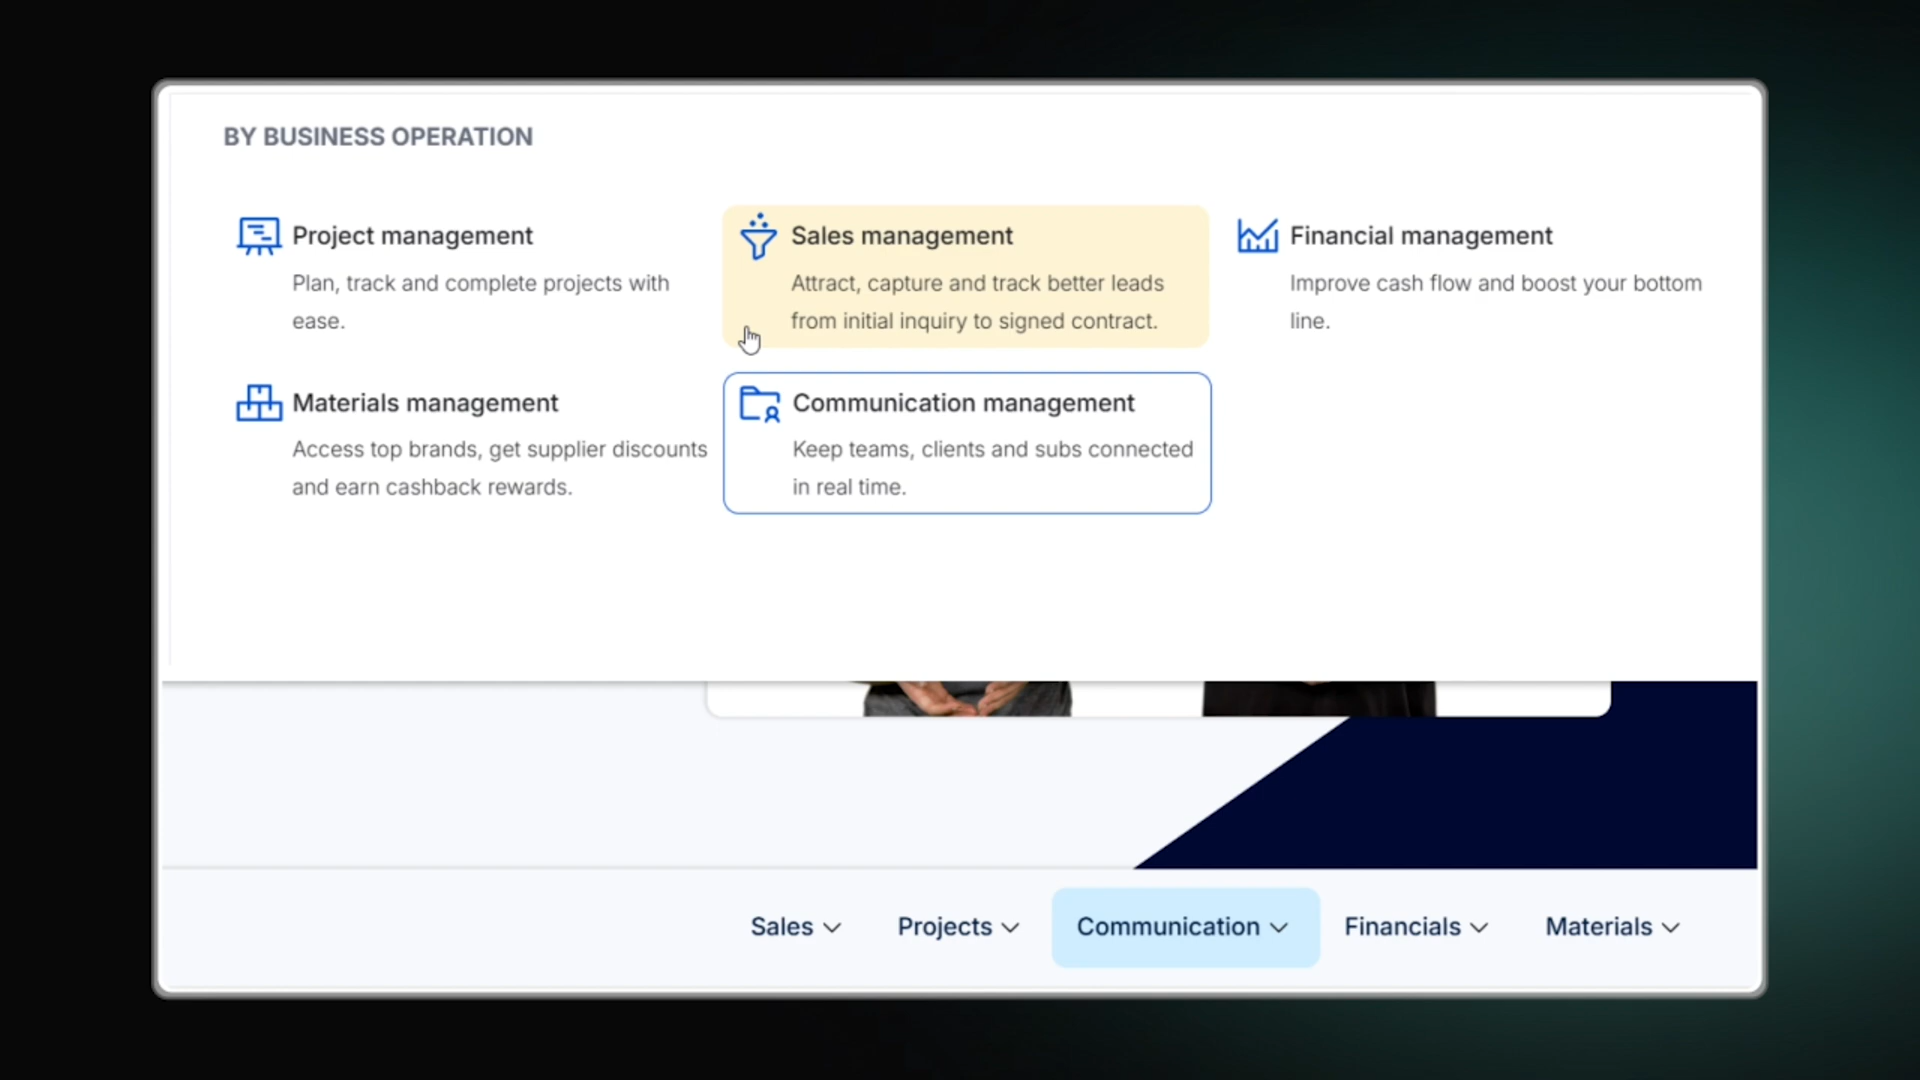 BY BUSINESS OPERATION
Project management
Plan, track and complete projects with
ease.
Sales management
Attract, capture and track better leads
from initial inquiry to signed contract.
Financial management
Improve cash flow and boost your bottom
line.
Materials management
Access top brands, get supplier discounts
and earn cashback rewards.
Communication management
Keep teams, clients and subs connected
in real time.
Sales
Projects
Communication
Financials
Materials